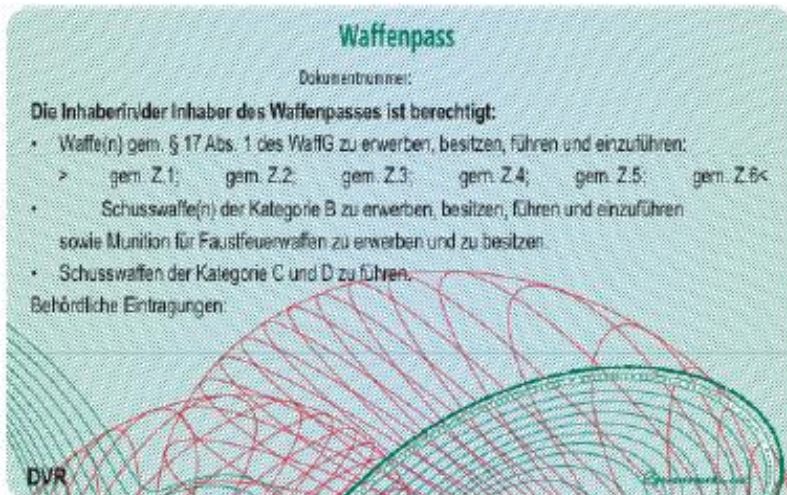 Waffenpass
Dokumentnummer:
Die Inhaberin/der Inhaber des Waffenpasses ist berechtigt:
• Waffe(n) gem. § 17 Abs. 1 des WaffG zu erwerben, besitzen, führen und einzuführen:
> gem. Z.1; gem. Z.2; gem. Z.3; gem. Z.4; gem. Z.5; gem. Z.6<
• Schusswaffe(n) der Kategorie B zu erwerben, besitzen, führen und einzuführen
sowie Munition für Faustfeuerwaffen zu erwerben und zu besitzen.
• Schusswaffen der Kategorie C und D zu führen.
Behördliche Eintragungen:
DVR